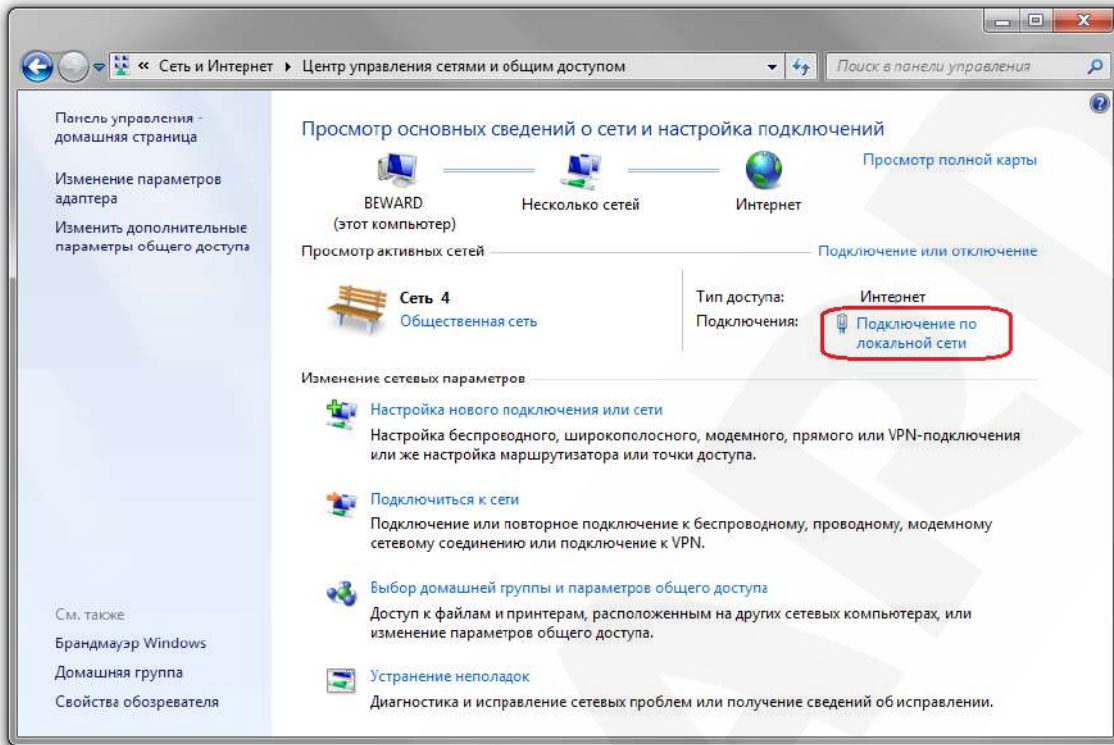 « Сеть и Интернет ▸ Центр управления сетями и общим доступом
Поиск в панели управления
Панель управления -
домашняя страница
Изменение параметров
адаптера
Изменить дополнительные
параметры общего доступа
См. также
Брандмауэр Windows
Домашняя группа
Свойства обозревателя
Просмотр основных сведений о сети и настройка подключений
Просмотр полной карты
BEWARD
(этот компьютер)
Несколько сетей
Интернет
Просмотр активных сетей
Подключение или отключение
Сеть 4
Общественная сеть
Тип доступа: Интернет
Подключения: Подключение по
локальной сети
Изменение сетевых параметров
Настройка нового подключения или сети
Настройка беспроводного, широкополосного, модемного, прямого или VPN-подключения
или же настройка маршрутизатора или точки доступа.
Подключиться к сети
Подключение или повторное подключение к беспроводному, проводному, модемному
сетевому соединению или подключение к VPN.
Выбор домашней группы и параметров общего доступа
Доступ к файлам и принтерам, расположенным на других сетевых компьютерах, или
изменение параметров общего доступа.
Устранение неполадок
Диагностика и исправление сетевых проблем или получение сведений об исправлении.